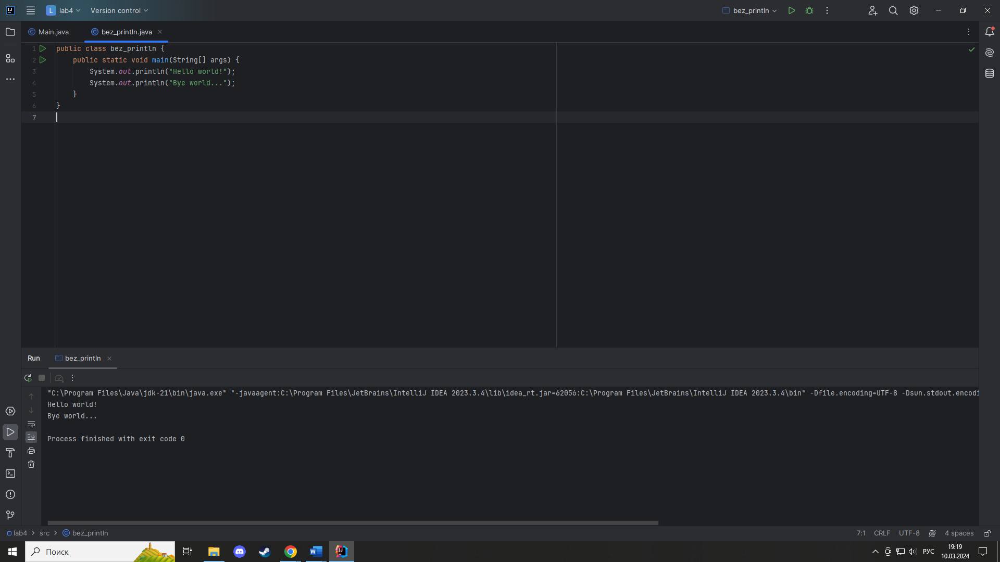 L lab4 Version control bez_println
Main.java bez_println.java
1 public class bez_println {
2 public static void main(String[] args) {
3 System.out.println("Hello world!");
4 System.out.println("Bye world...");
5 }
6 }
7
Run bez_println
"C:\Program Files\Java\jdk-21\bin\java.exe" "-javaagent:C:\Program Files\JetBrains\IntelliJ IDEA 2023.3.4\lib\idea_rt.jar=62056:C:\Program Files\JetBrains\IntelliJ IDEA 2023.3.4\bin" -Dfile.encoding=UTF-8 -Dsun.stdout.encodi
Hello world!
Bye world...
Process finished with exit code 0
lab4 src bez_println 7:1 CRLF UTF-8 4 spaces
Поиск РУС 19:19
10.03.2024